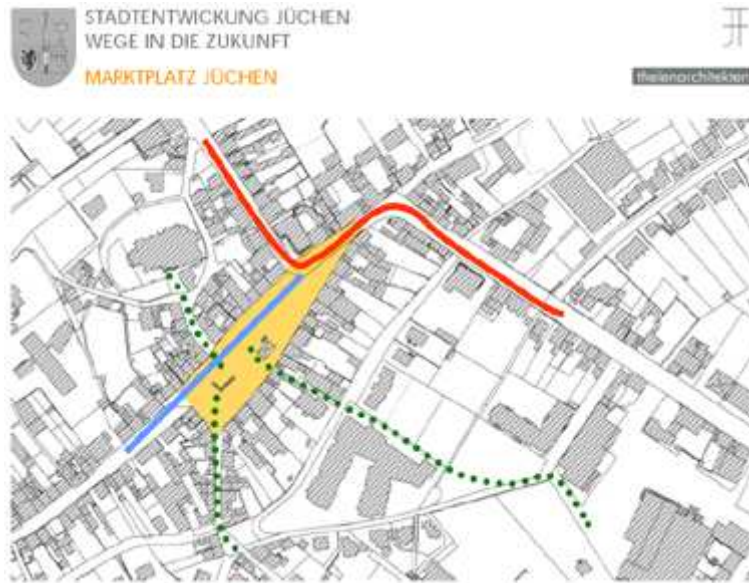 STADTENTWICKUNG JÜCHEN
WEGE IN DIE ZUKUNFT
MARKTPLATZ JÜCHEN
theisenarchitekten